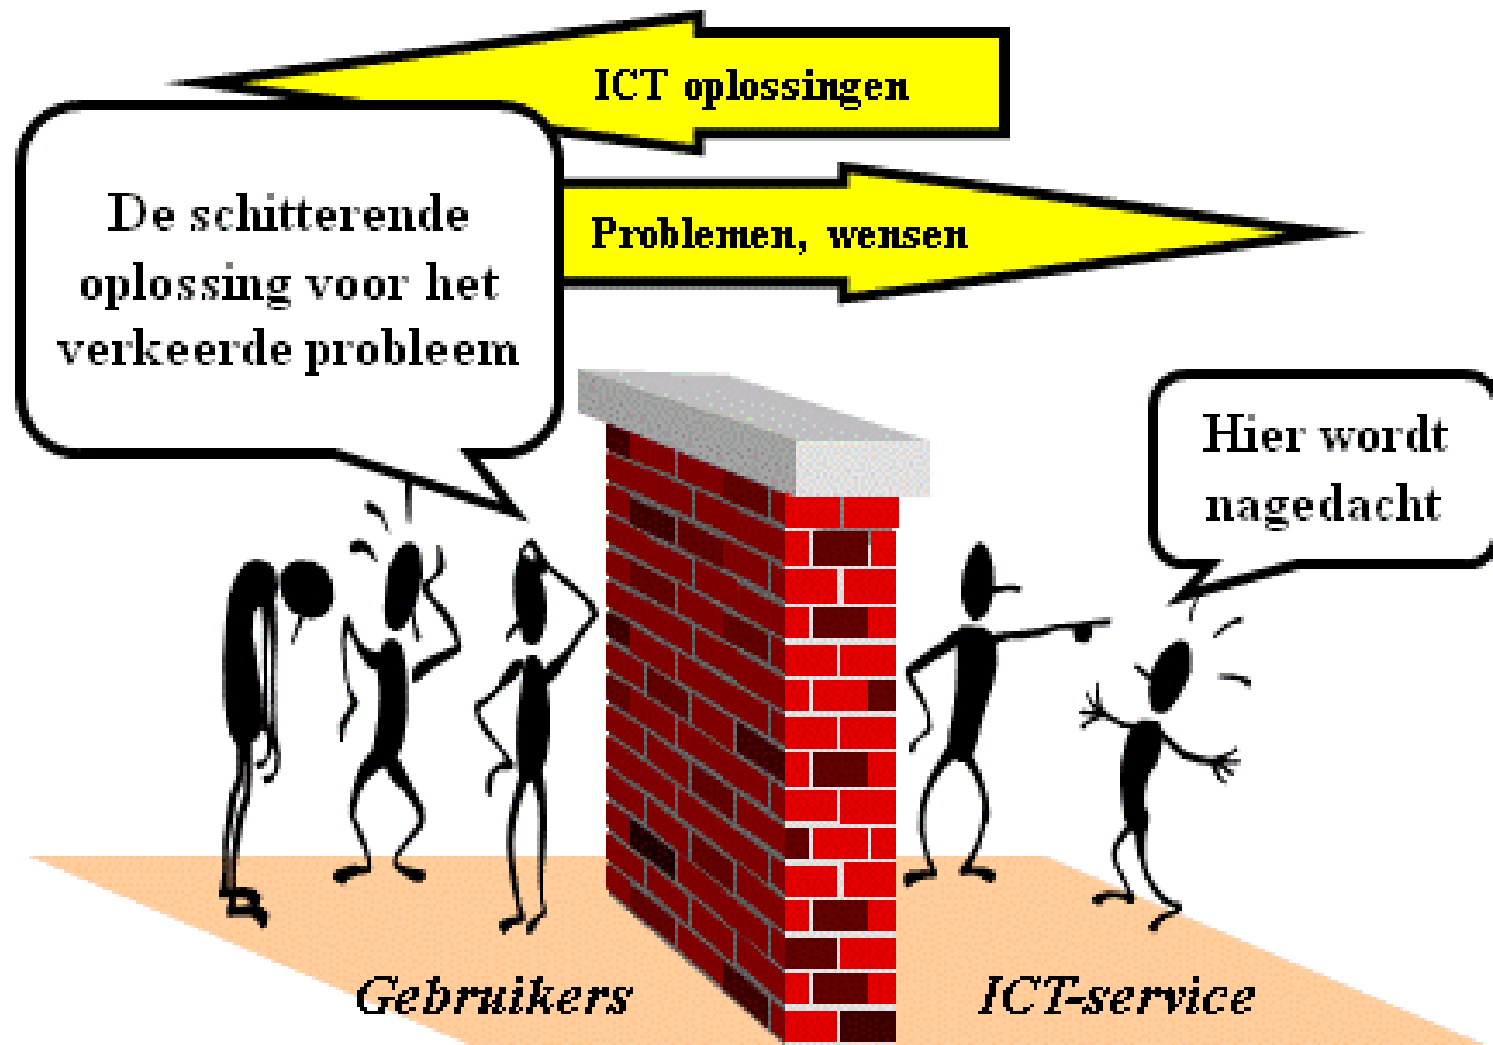 ICT oplossingen
Problemen, wensen
De schitterende
oplossing voor het
verkeerde probleem
Hier wordt
nagedacht
Gebruikers
ICT-service